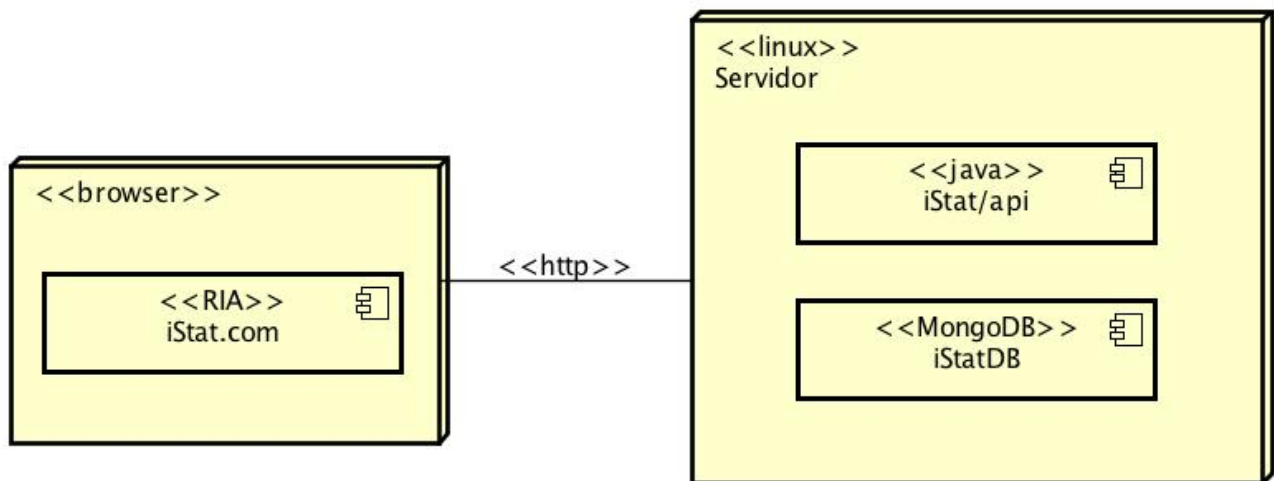 <<browser>>
<<RIA>>
iStat.com
<<http>>
<<linux>>
Servidor
<<java>>
iStat/api
<<MongoDB>>
iStatDB